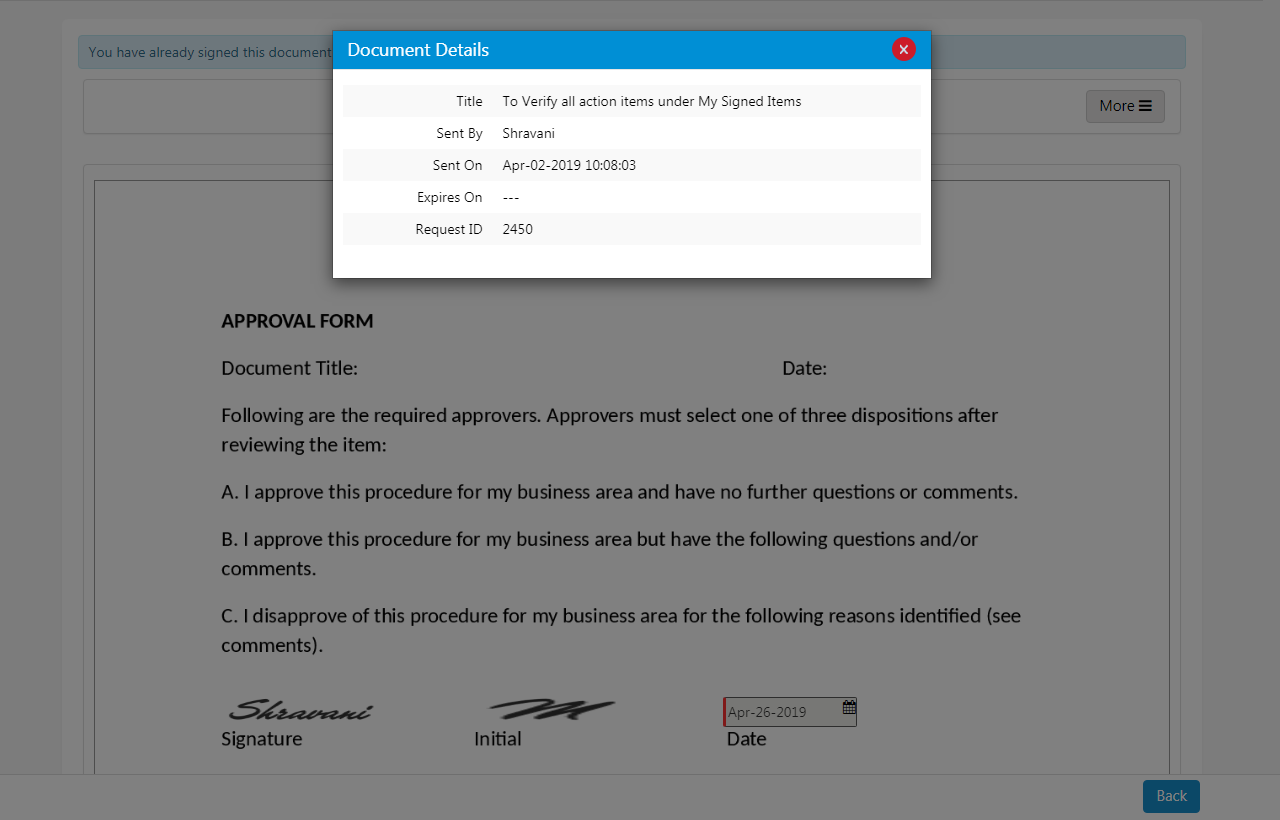 You have already signed this document
Document Details
More
Title To Verify all action items under My Signed Items
Sent By Shravani
Sent On Apr-02-2019 10:08:03
Expires On ---
Request ID 2450
APPROVAL FORM
Document Title: Date:
Following are the required approvers. Approvers must select one of three dispositions after
reviewing the item:
A. I approve this procedure for my business area and have no further questions or comments.
B. I approve this procedure for my business area but have the following questions and/or
comments.
C. I disapprove of this procedure for my business area for the following reasons identified (see
comments).
Shravani Apr-26-2019
Signature Initial Date
Back